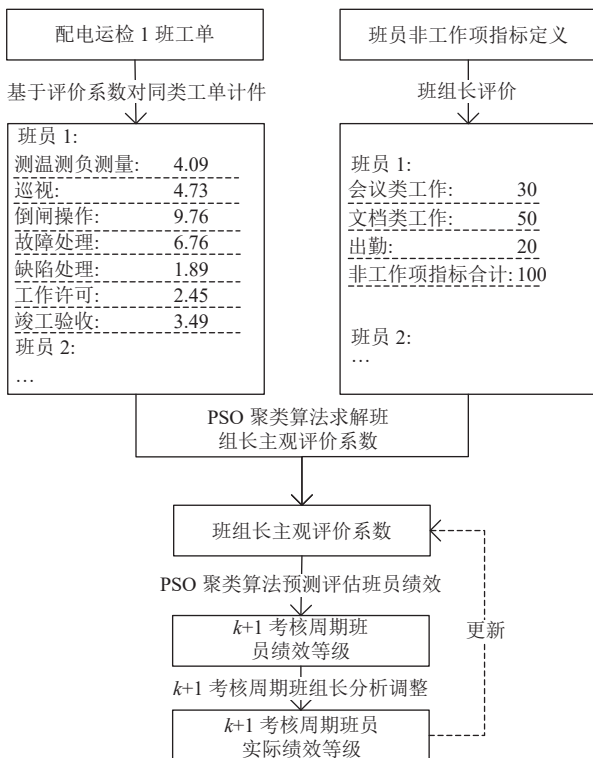 配电运检 1 班工单
班员非工作项指标定义
基于评价系数对同类工单计件
班组长评价
班员 1:
测温测负测量: 4.09
巡视: 4.73
倒闸操作: 9.76
故障处理: 6.76
缺陷处理: 1.89
工作许可: 2.45
竣工验收: 3.49
班员 2:
…
班员 1:
会议类工作: 30
文档类工作: 50
出勤: 20
非工作项指标合计: 100
班员 2:
…
PSO 聚类算法求解班
组长主观评价系数
班组长主观评价系数
PSO 聚类算法预测评估班员绩效
k+1 考核周期班
员绩效等级
更新
k+1 考核周期班组长分析调整
k+1 考核周期班员
实际绩效等级